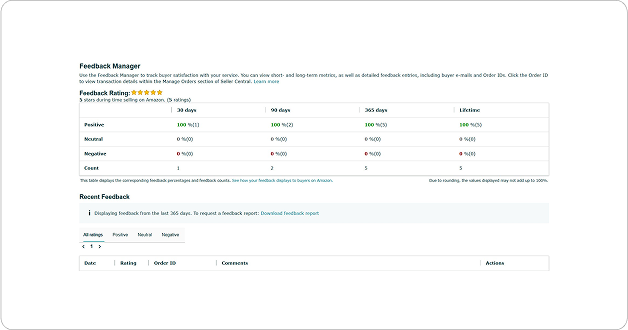 Feedback Manager
Use the Feedback Manager to track buyer satisfaction with your service. You can view short- and long-term metrics, as well as detailed feedback entries, including buyer e-mails and Order IDs. Click the Order ID
to view transaction details within the Manage Orders section of Seller Central. Learn more
Feedback Rating:
5 stars during time selling on Amazon. (5 ratings)
30 days 90 days 365 days Lifetime
Positive 100 %(1) 100 %(2) 100 %(5) 100 %(5)
Neutral 0 %(0) 0 %(0) 0 %(0) 0 %(0)
Negative 0 %(0) 0 %(0) 0 %(0) 0 %(0)
Count 1 2 5 5
This table displays the corresponding feedback percentages and feedback counts. See how your feedback displays to buyers on Amazon. Due to rounding, the values displayed may not add up to 100%.
Recent Feedback
i Displaying feedback from the last 365 days. To request a feedback report: Download feedback report
All ratings Positive Neutral Negative
‹ 1 ›
Date Rating Order ID Comments Actions